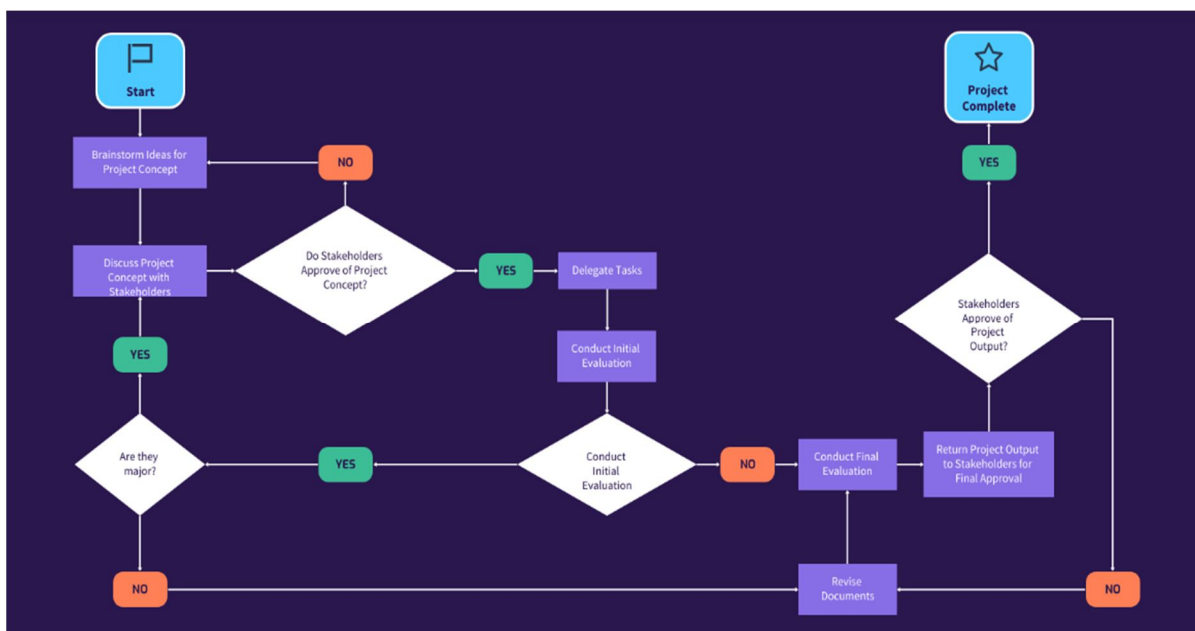 Start
Project
Complete
Brainstorm Ideas for
Project Concept
NO
YES
Discuss Project
Concept with
Stakeholders
Do Stakeholders
Approve of Project
Concept?
YES
Delegate Tasks
Stakeholders
Approve of
Project
Output?
YES
Conduct Initial
Evaluation
Are they
major?
YES
Conduct
Initial
Evaluation
NO
Conduct Final
Evaluation
Return Project Output
to Stakeholders for
Final Approval
NO
Revise
Documents
NO